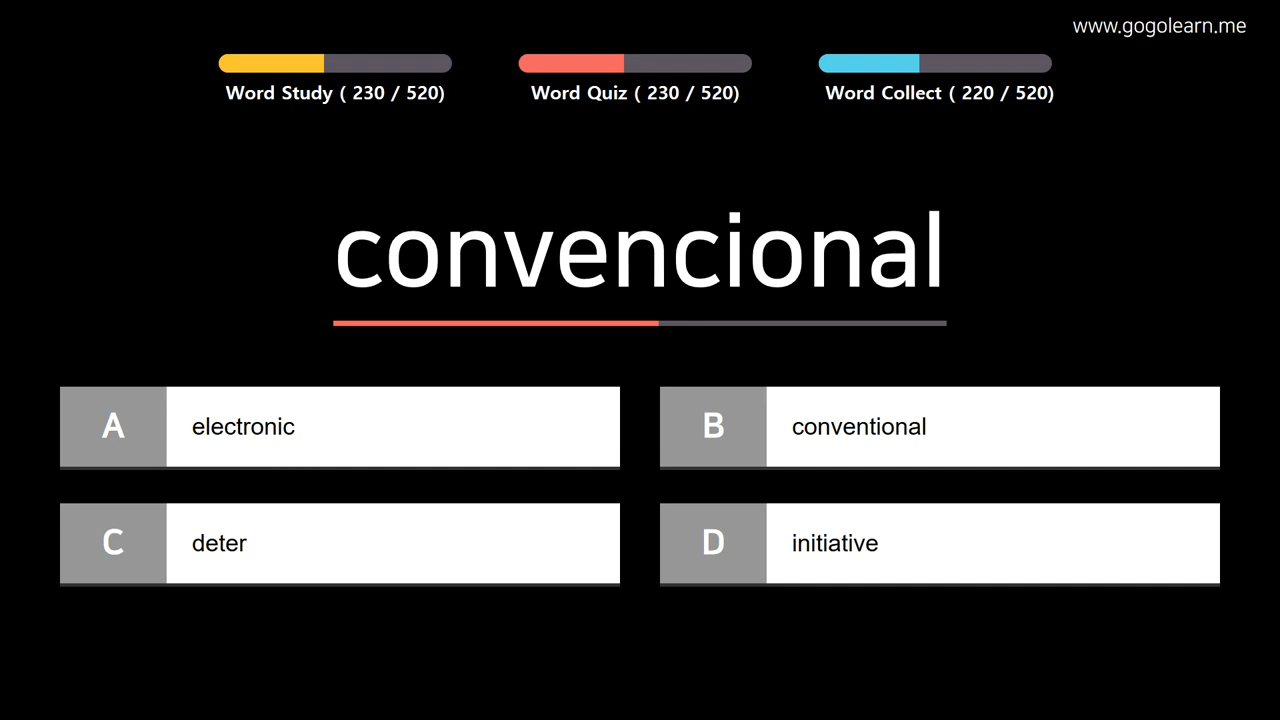 www.gogolearn.me
Word Study ( 230 / 520)
Word Quiz ( 230 / 520)
Word Collect ( 220 / 520)
convencional
A electronic
B conventional
C deter
D initiative